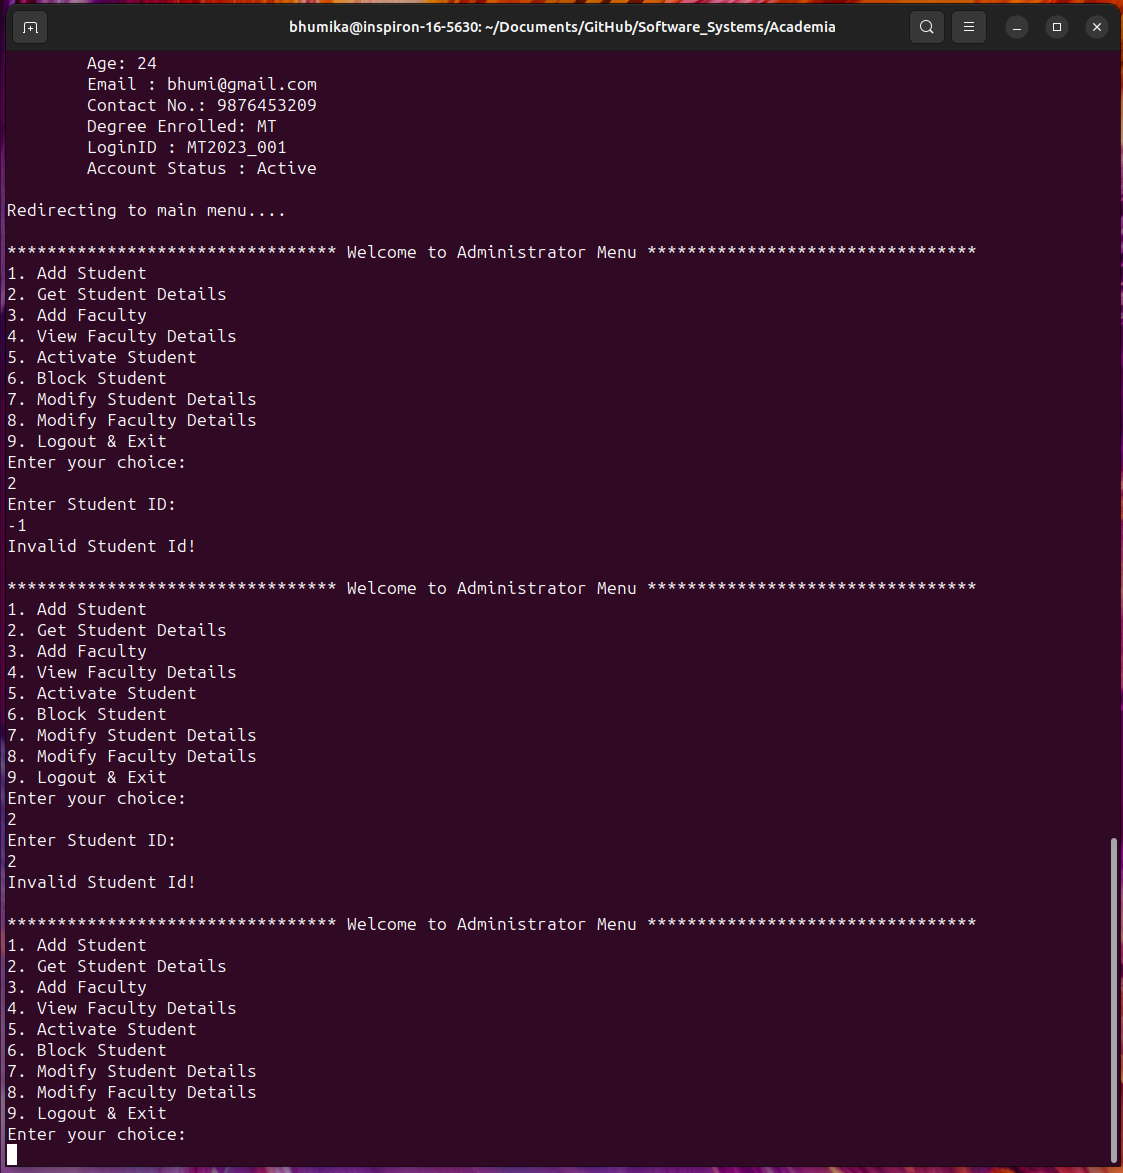 bhumika@inspiron-16-5630: ~/Documents/GitHub/Software_Systems/Academia
Age: 24
Email : bhumi@gmail.com
Contact No.: 9876453209
Degree Enrolled: MT
LoginID : MT2023_001
Account Status : Active
Redirecting to main menu....
********************************* Welcome to Administrator Menu *********************************
1. Add Student
2. Get Student Details
3. Add Faculty
4. View Faculty Details
5. Activate Student
6. Block Student
7. Modify Student Details
8. Modify Faculty Details
9. Logout & Exit
Enter your choice:
2
Enter Student ID:
-1
Invalid Student Id!
********************************* Welcome to Administrator Menu *********************************
1. Add Student
2. Get Student Details
3. Add Faculty
4. View Faculty Details
5. Activate Student
6. Block Student
7. Modify Student Details
8. Modify Faculty Details
9. Logout & Exit
Enter your choice:
2
Enter Student ID:
2
Invalid Student Id!
********************************* Welcome to Administrator Menu *********************************
1. Add Student
2. Get Student Details
3. Add Faculty
4. View Faculty Details
5. Activate Student
6. Block Student
7. Modify Student Details
8. Modify Faculty Details
9. Logout & Exit
Enter your choice: